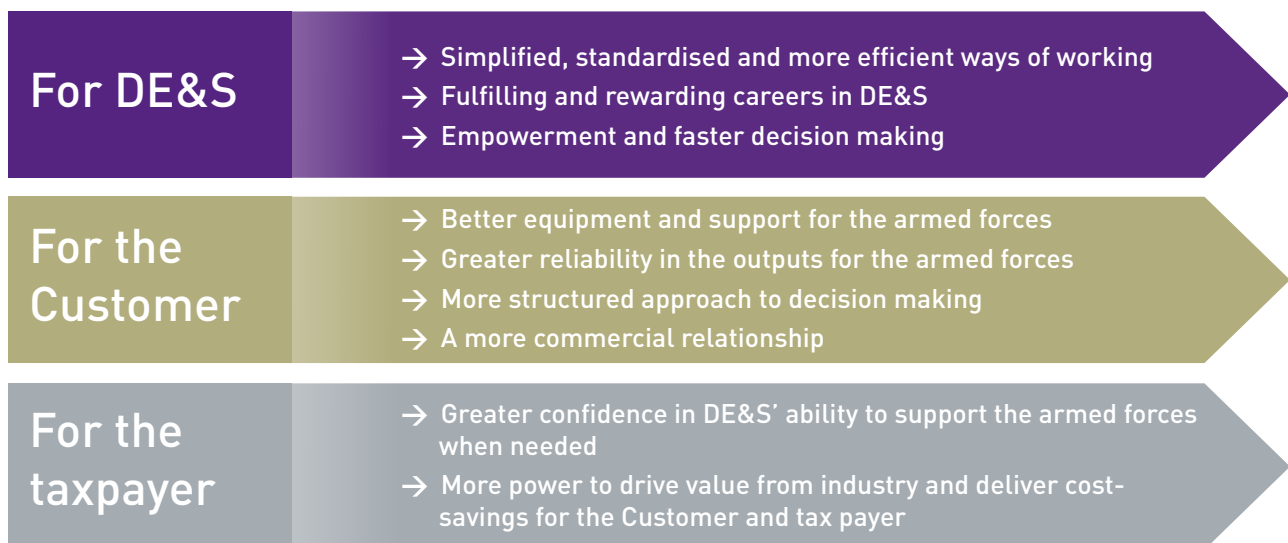 For DE&S
→ Simplified, standardised and more efficient ways of working
→ Fulfilling and rewarding careers in DE&S
→ Empowerment and faster decision making
For the
Customer
→ Better equipment and support for the armed forces
→ Greater reliability in the outputs for the armed forces
→ More structured approach to decision making
→ A more commercial relationship
For the
taxpayer
→ Greater confidence in DE&S’ ability to support the armed forces
when needed
→ More power to drive value from industry and deliver cost-
savings for the Customer and tax payer